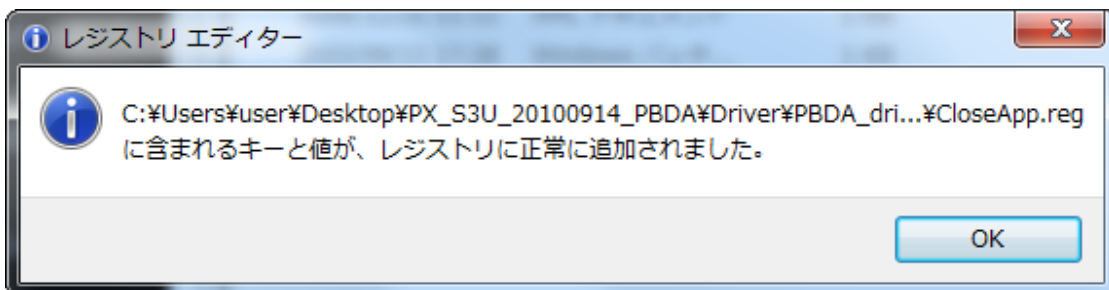 レジストリ エディター
C:¥Users¥user¥Desktop¥PX_S3U_20100914_PBDA¥Driver¥PBDA_dri...¥CloseApp.reg
に含まれるキーと値が、レジストリに正常に追加されました。
OK